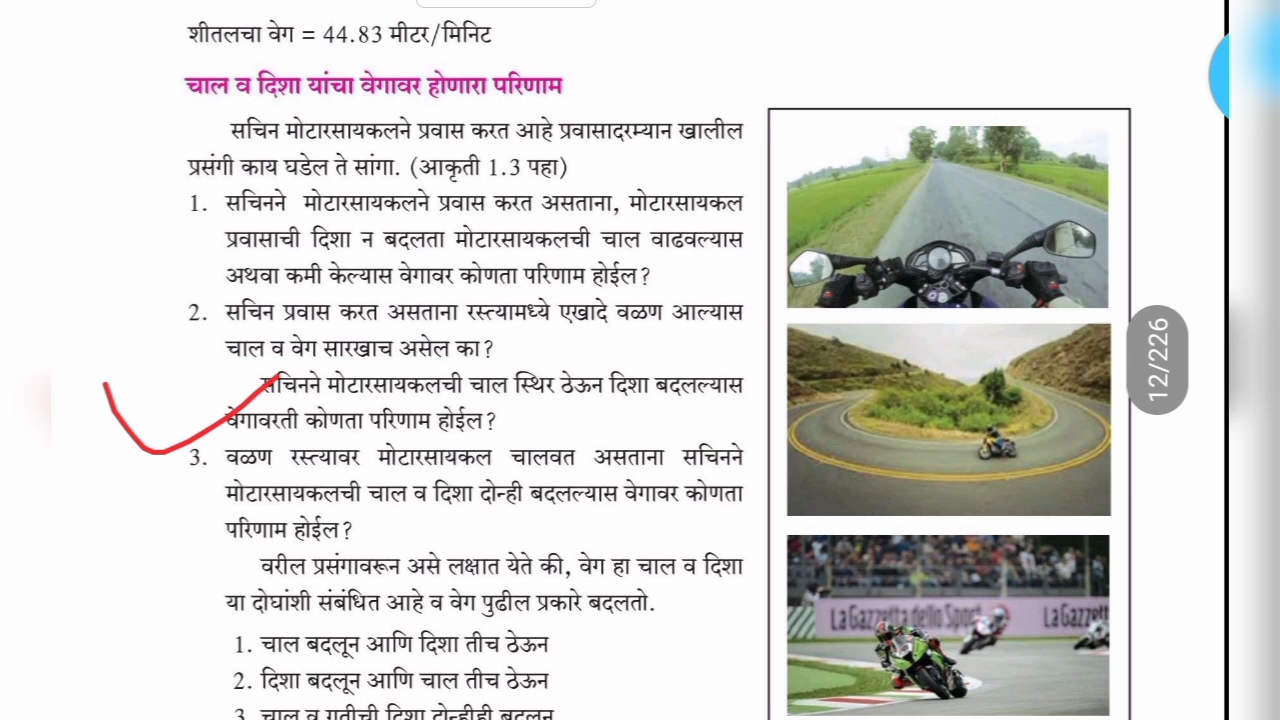 शीतलचा वेग = 44.83 मीटर/मिनिट
चाल व दिशा यांचा वेगावर होणारा परिणाम
सचिन मोटारसायकलने प्रवास करत आहे प्रवासादरम्यान खालील
प्रसंगी काय घडेल ते सांगा. (आकृती 1.3 पहा)
1. सचिनने मोटारसायकलने प्रवास करत असताना, मोटारसायकल
प्रवासाची दिशा न बदलता मोटारसायकलची चाल वाढवल्यास
अथवा कमी केल्यास वेगावर कोणता परिणाम होईल?
2. सचिन प्रवास करत असताना रस्त्यामध्ये एखादे वळण आल्यास
चाल व वेग सारखाच असेल का?
सचिनने मोटारसायकलची चाल स्थिर ठेऊन दिशा बदलल्यास
वेगावरती कोणता परिणाम होईल?
3. वळण रस्त्यावर मोटारसायकल चालवत असताना सचिनने
मोटारसायकलची चाल व दिशा दोन्ही बदलल्यास वेगावर कोणता
परिणाम होईल?
वरील प्रसंगावरून असे लक्षात येते की, वेग हा चाल व दिशा
या दोघांशी संबंधित आहे व वेग पुढील प्रकारे बदलतो.
1. चाल बदलून आणि दिशा तीच ठेऊन
2. दिशा बदलून आणि चाल तीच ठेऊन
3. चाल व गतीची दिशा दोन्हीही बदलून
La Gazzetta dello Sport
La Gazzett
12/226